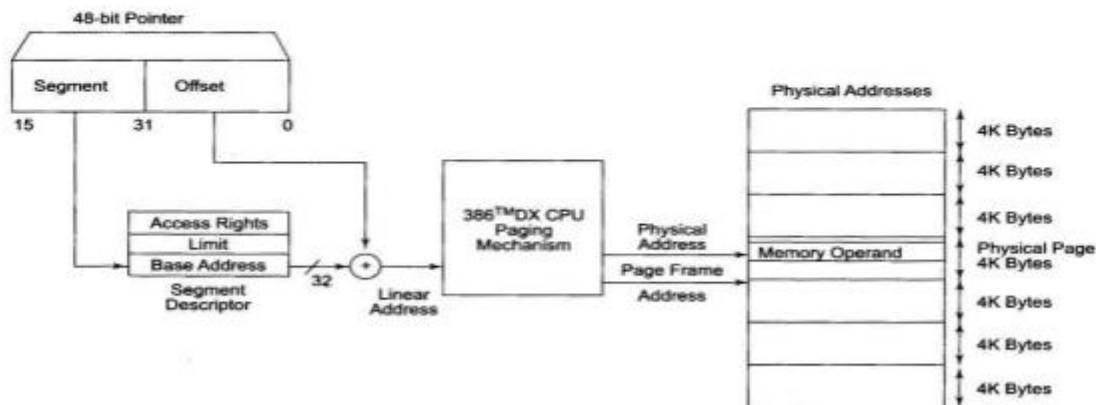 48-bit Pointer
Segment
Offset
15
31
0
Access Rights
Limit
Base Address
Segment
Descriptor
32
+
Linear
Address
386™DX CPU
Paging
Mechanism
Physical
Address
Page Frame
Address
Physical Addresses
Memory Operand
4K Bytes
4K Bytes
4K Bytes
Physical Page
4K Bytes
4K Bytes
4K Bytes
4K Bytes